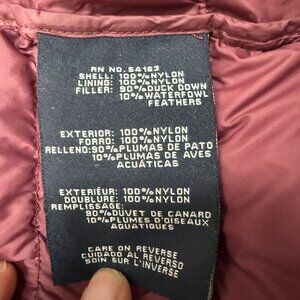 RN NO. 54163
SHELL: 100% NYLON
LINING: 100% NYLON
FILLER: 90% DUCK DOWN
10% WATERFOWL
FEATHERS
EXTERIOR: 100% NYLON
FORRO: 100% NYLON
RELLENO: 90% PLUMAS DE PATO
10% PLUMAS DE AVES
ACUÁTICAS
EXTÉRIEUR: 100% NYLON
DOUBLURE: 100% NYLON
REMPLISSAGE:
90% DUVET DE CANARD
10% PLUMES D'OISEAUX
AQUATIQUES
CARE ON REVERSE
CUIDADO AL REVERSO
SOIN SUR L'INVERSE